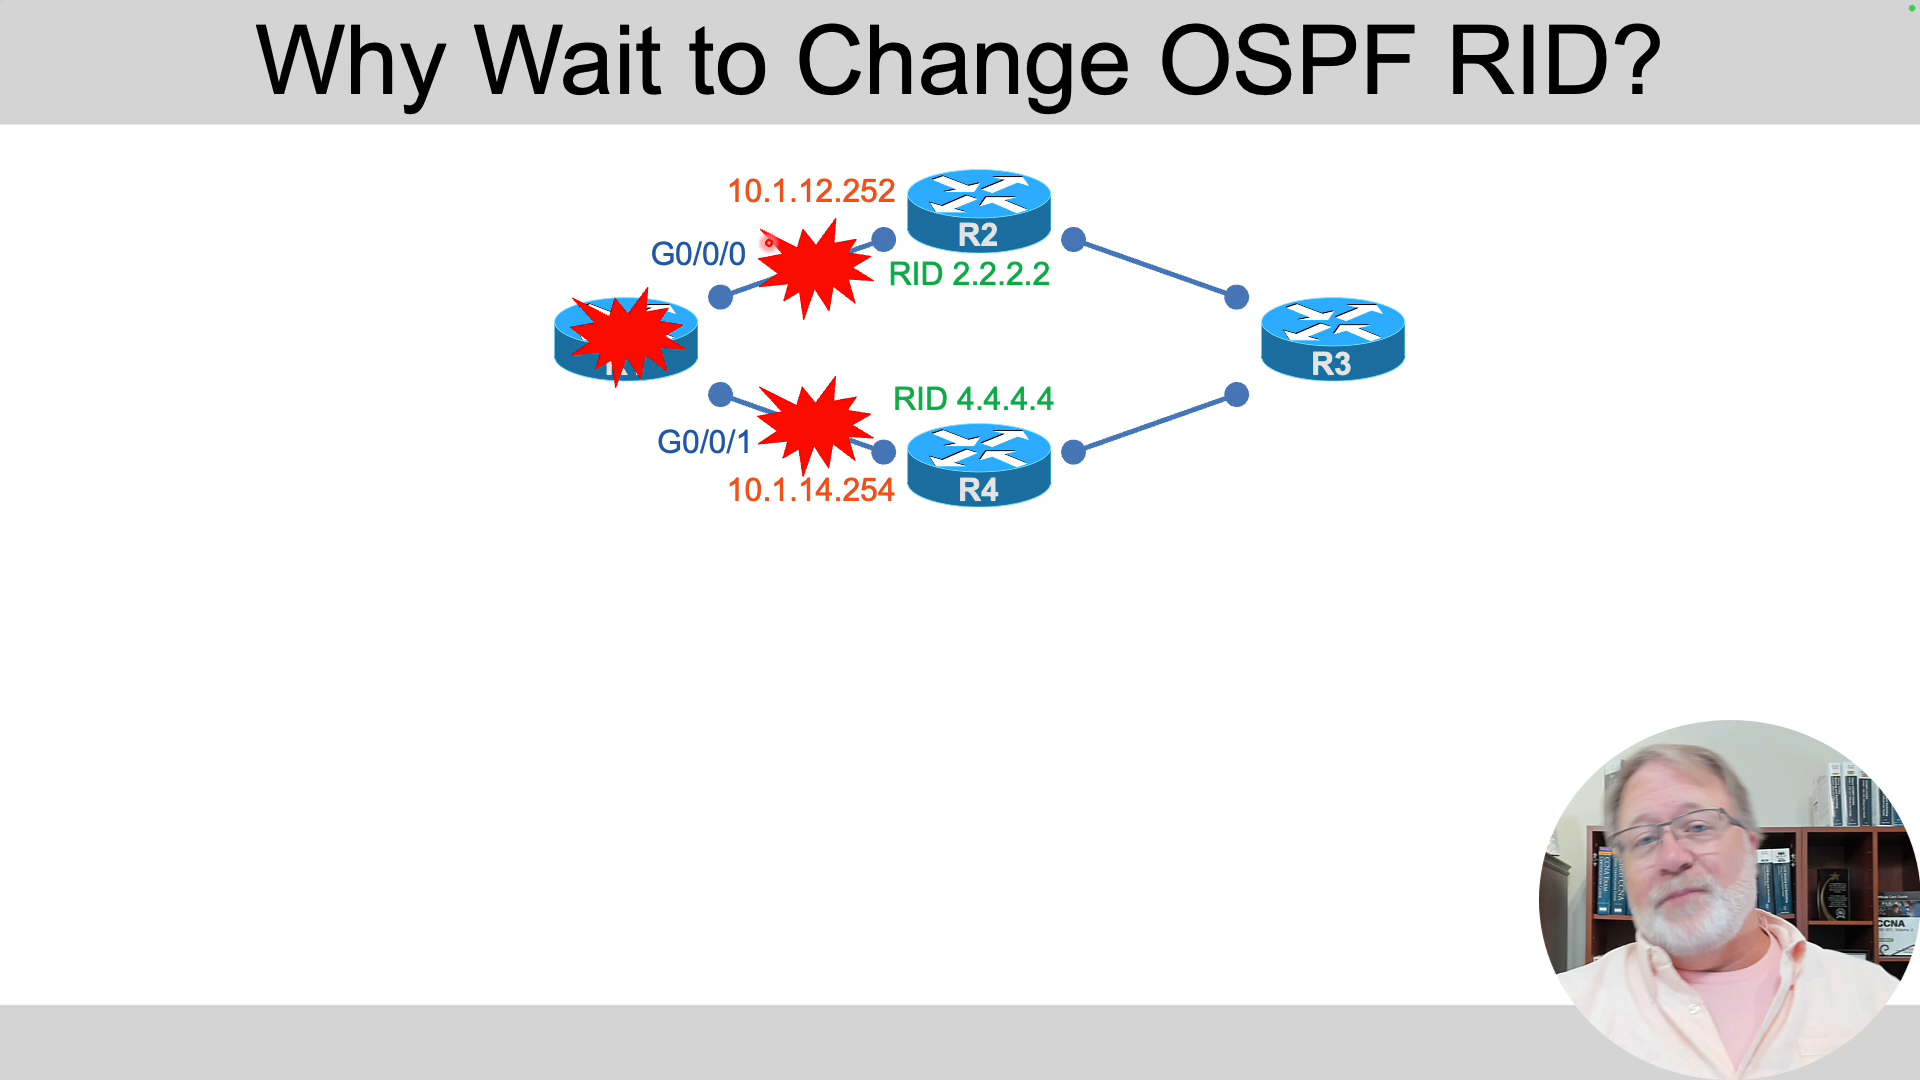 Why Wait to Change OSPF RID?
10.1.12.252
R2
G0/0/0
RID 2.2.2.2
R3
RID 4.4.4.4
G0/0/1
10.1.14.254
R4
CCNA